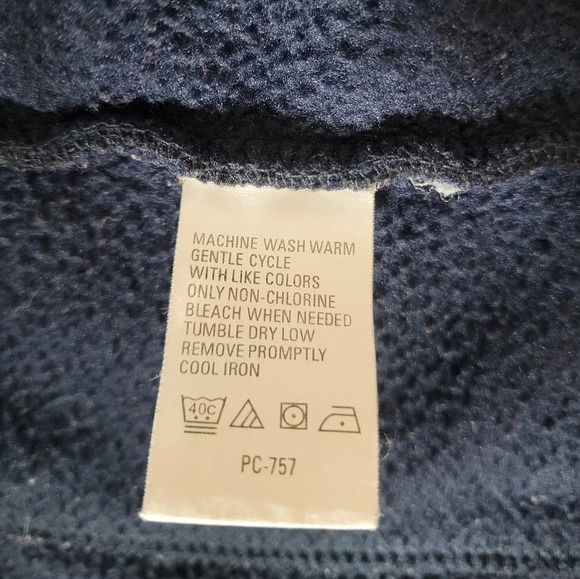 MACHINE WASH WARM
GENTLE CYCLE
WITH LIKE COLORS
ONLY NON-CHLORINE
BLEACH WHEN NEEDED
TUMBLE DRY LOW
REMOVE PROMPTLY
COOL IRON
40C
PC-757